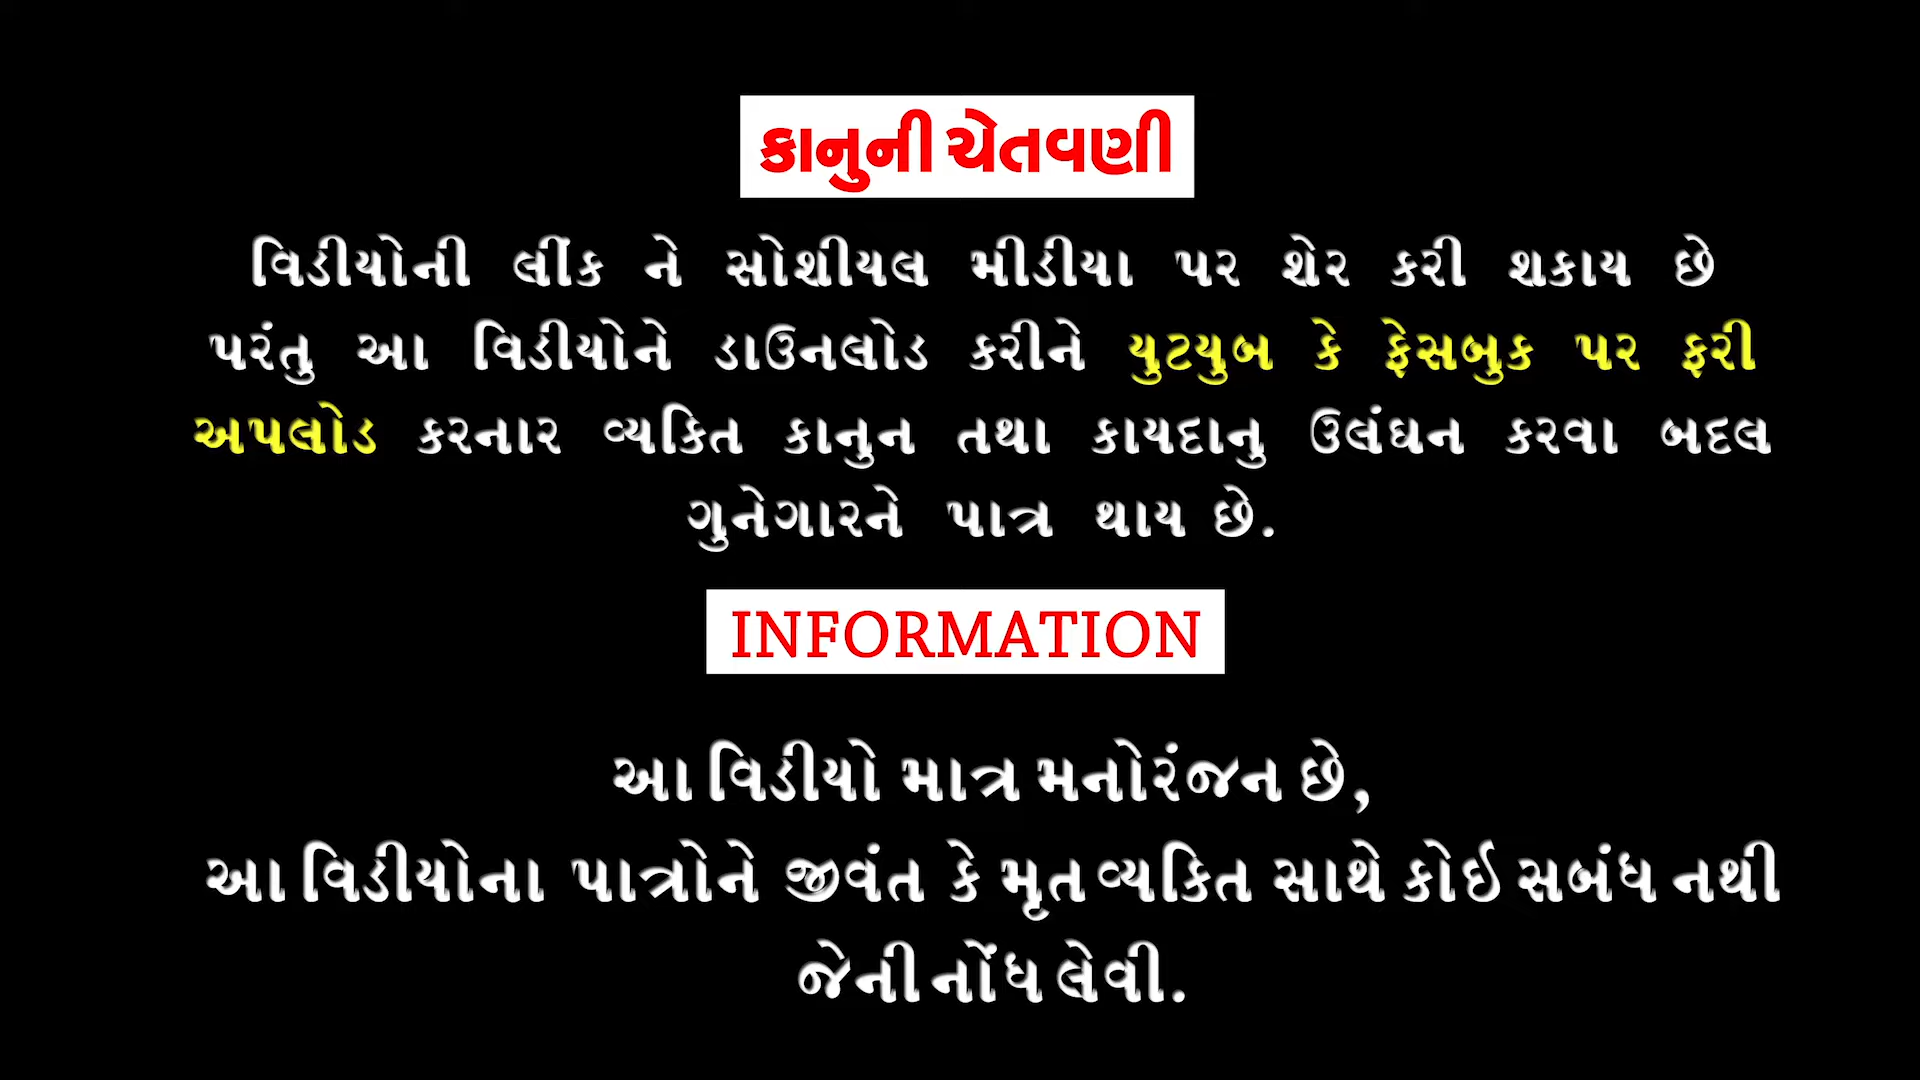 કાનુની ચેતવણી
વિડીયોની લીંક ને સોશીયલ મીડીયા પર શેર કરી શકાય છે
પરંતુ આ વિડીયોને ડાઉનલોડ કરીને યુટયુબ કે ફેસબુક પર ફરી
અપલોડ કરનાર વ્યકિત કાનુન તથા કાયદાનુ ઉલંઘન કરવા બદલ
ગુનેગારને પાત્ર થાય છે.
INFORMATION
આ વિડીયો માત્ર મનોરંજન છે,
આ વિડીયોના પાત્રોને જીવંત કે મૃત વ્યકિત સાથે કોઇ સબંધ નથી
જેની નોંધ લેવી.